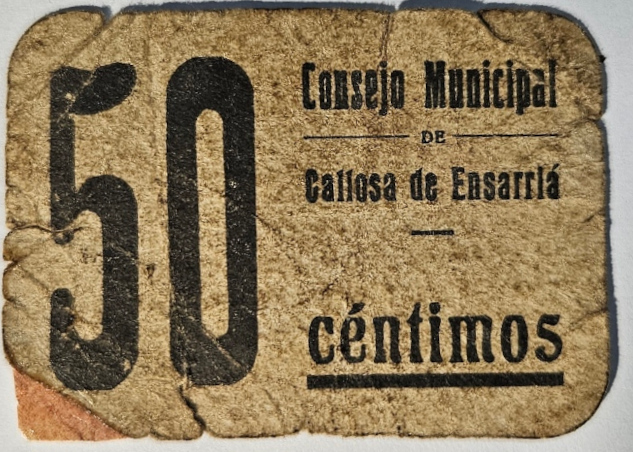 50
Consejo Municipal
DE
Callosa de Ensarriá
céntimos